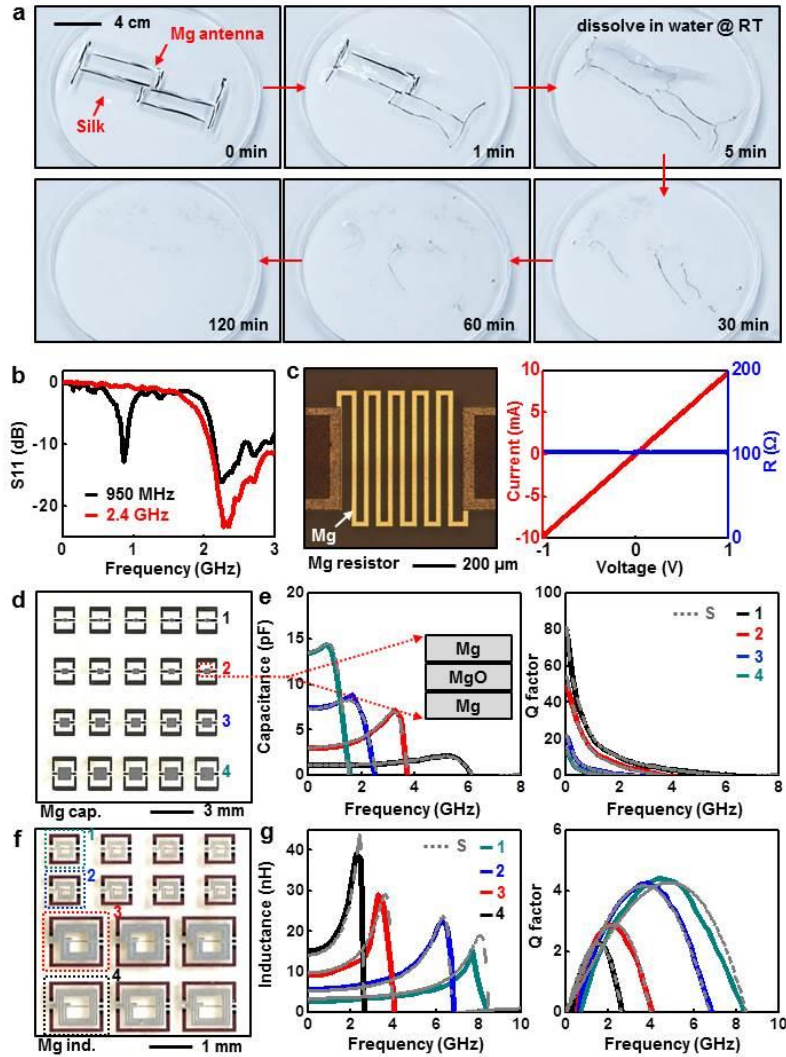 a
4 cm
Mg antenna
Silk
0 min
1 min
dissolve in water @ RT
5 min
120 min
60 min
30 min
b
S11 (dB)
0
-10
-20
950 MHz
2.4 GHz
0 1 2 3
Frequency (GHz)
c
Mg
Mg resistor
200 µm
Current (mA)
10
5
0
-5
-10
200
100
0
R (Ω)
-1 0 1
Voltage (V)
d
1
2
3
4
Mg cap.
3 mm
e
Capacitance (pF)
20
15
10
5
0
Mg
MgO
Mg
0 2 4 6 8
Frequency (GHz)
Q factor
100
80
60
40
20
0
S
1
2
3
4
0 2 4 6 8
Frequency (GHz)
f
1
2
3
4
Mg ind.
1 mm
g
Inductance (nH)
40
30
20
10
0
S
1
2
3
4
0 2 4 6 8 10
Frequency (GHz)
Q factor
6
4
2
0
0 2 4 6 8 10
Frequency (GHz)